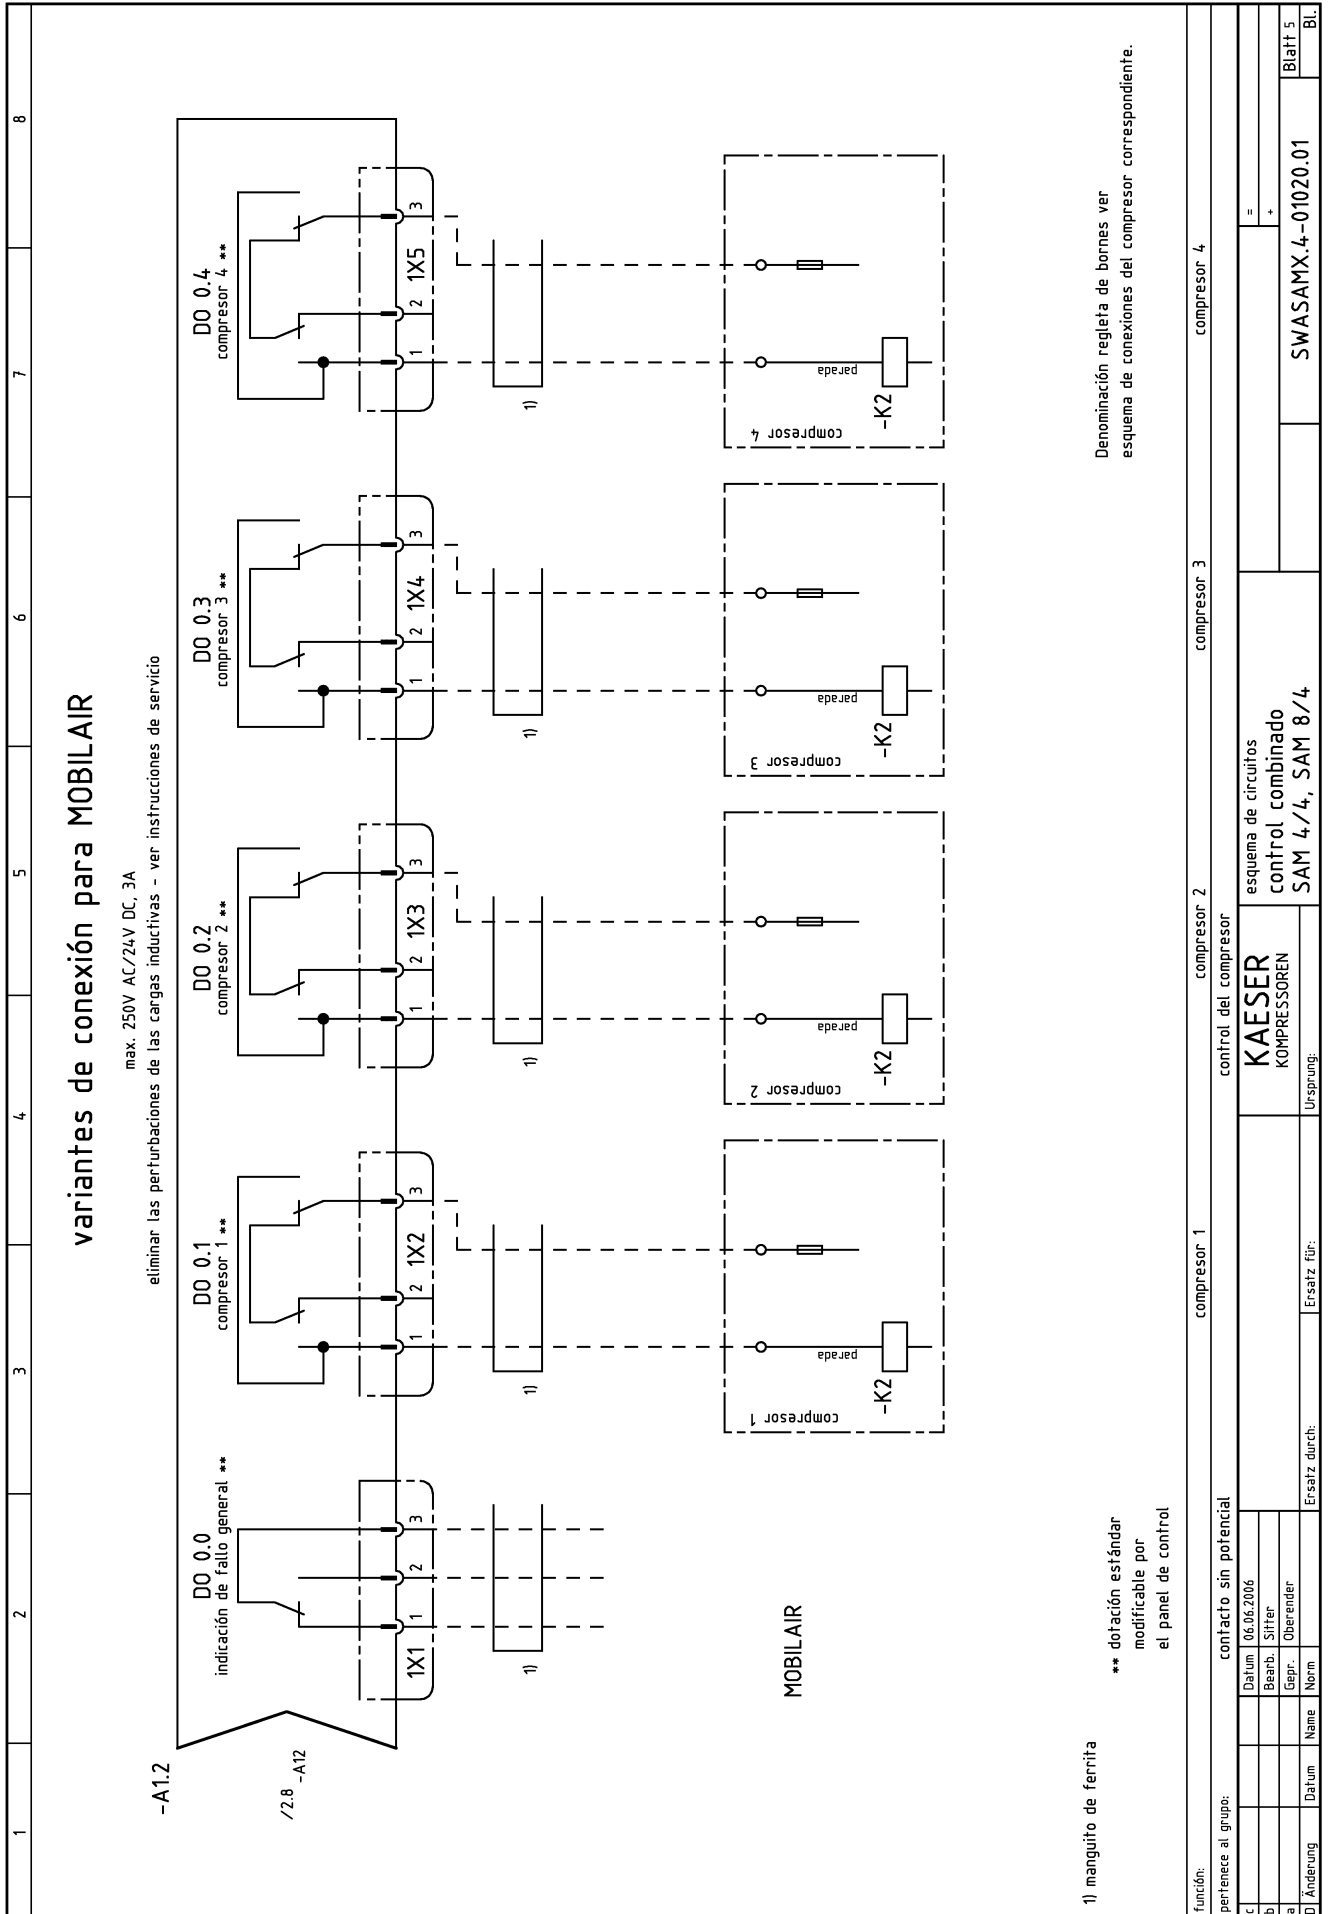 1 2 3 4 5 6 7 8
variantes de conexión para MOBILAIR
max. 250V AC/24V DC, 3A
eliminar las perturbaciones de las cargas inductivas - ver instrucciones de servicio
-A1.2
/2.8 -A12
DO 0.0
indicación de fallo general **
DO 0.1
compresor 1 **
DO 0.2
compresor 2 **
DO 0.3
compresor 3 **
DO 0.4
compresor 4 **
1X1 1 2 3
1X2 1 2 3
1X3 1 2 3
1X4 1 2 3
1X5 1 2 3
1) 1) 1) 1) 1)
MOBILAIR
compresor 1
parada
-K2
compresor 2
parada
-K2
compresor 3
parada
-K2
compresor 4
parada
-K2
1) manguito de ferrita
** dotación estándar
modificable por
el panel de control
Denominación regleta de bornes ver
esquema de conexiones del compresor correspondiente.
función:
compresor 1 compresor 2 compresor 3 compresor 4
pertenece al grupo:
contacto sin potencial
control del compresor
c
b
a
D Änderung Datum Name
Datum 06.06.2006
Bearb. Sitter
Gepr. Oberender
Norm
Ersatz durch:
Ersatz für:
Ursprung:
KAESER
KOMPRESSOREN
esquema de circuitos
control combinado
SAM 4/4, SAM 8/4
=
+
SWASAMX.4-01020.01
Blatt 5
Bl.